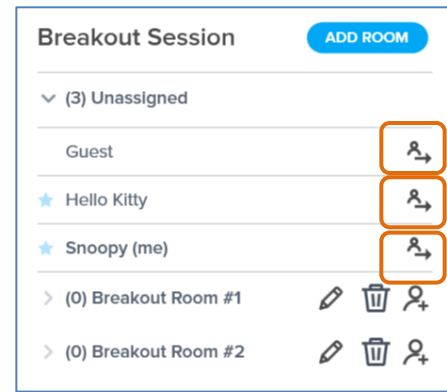 Breakout Session
ADD ROOM
(3) Unassigned
Guest
Hello Kitty
Snoopy (me)
(0) Breakout Room #1
(0) Breakout Room #2